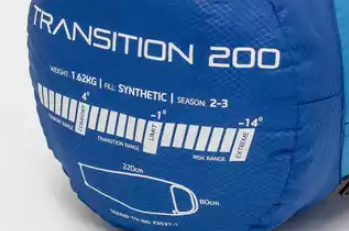 TRANSITION 200
WEIGHT: 1.62KG | FILL: SYNTHETIC | SEASON: 2-3
4° -1° -14°
COMFORT LIMIT EXTREME
TRANSITION RANGE RISK RANGE
220cm
80cm